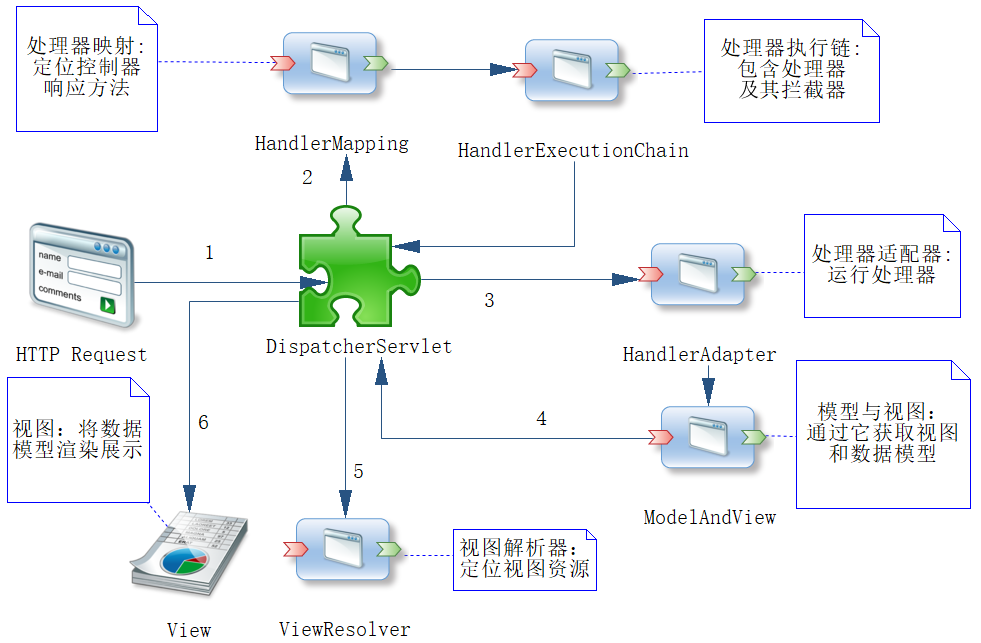 处理器映射:
定位控制器
响应方法
处理器执行链:
包含处理器
及其拦截器
HandlerMapping
HandlerExecutionChain
2
1
name
e-mail
comments
处理器适配器:
运行处理器
3
HTTP Request
DispatcherServlet
HandlerAdapter
视图: 将数据
模型渲染展示
6
4
模型与视图:
通过它获取视图
和数据模型
5
ModelAndView
视图解析器:
定位视图资源
View
ViewResolver